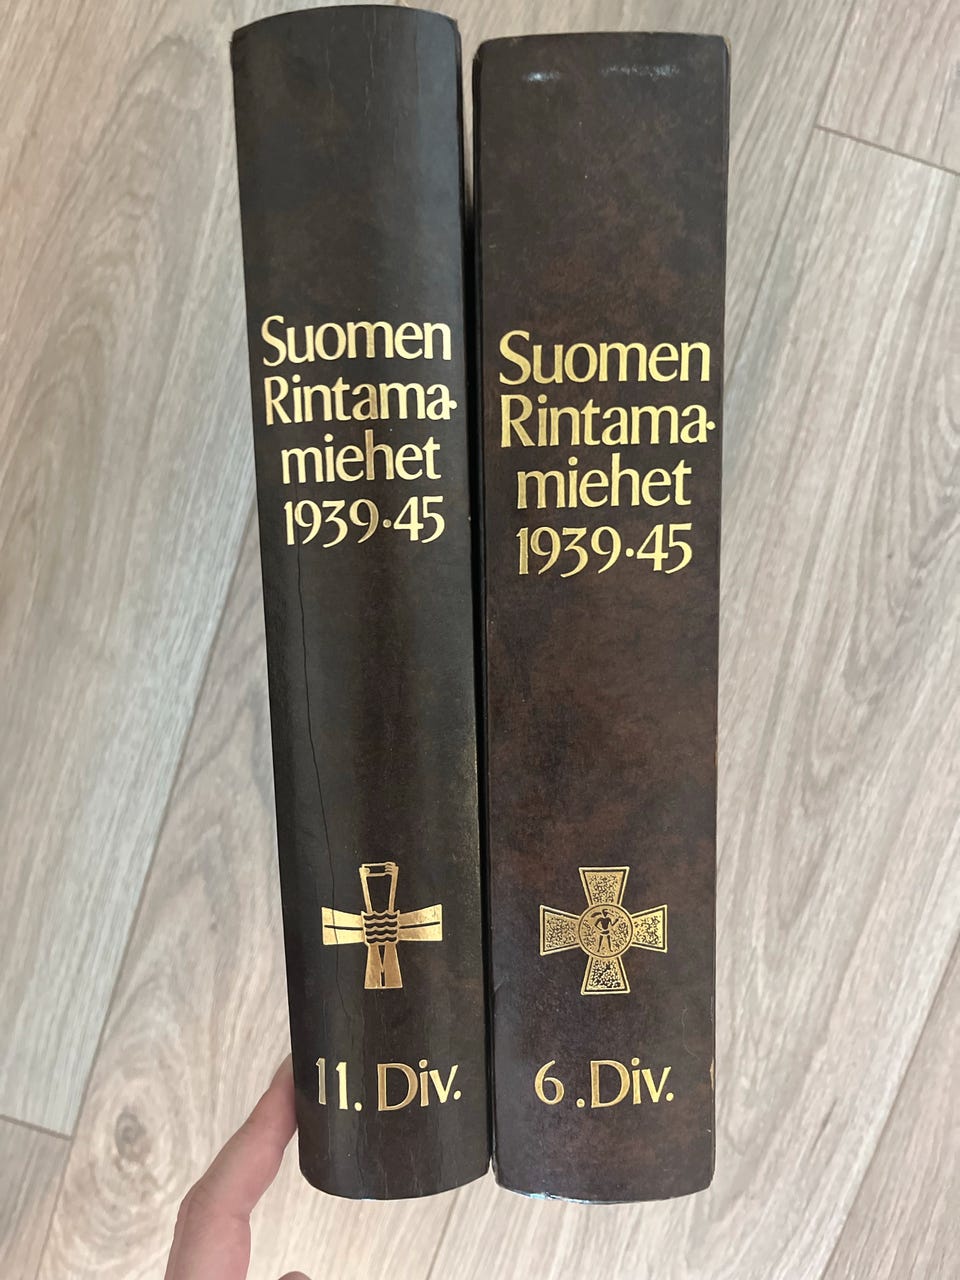 Suomen
Rintama-
miehet
1939•45
11. Div.
Suomen
Rintama-
miehet
1939•45
6.Div.